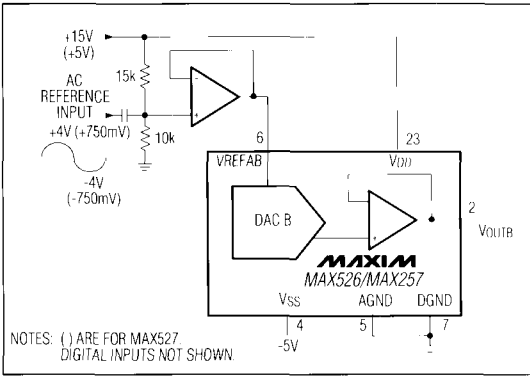 +15V
(+5V)
AC
REFERENCE
INPUT
+4V (+750mV)
-4V
(-750mV)
15k
10k
-
+
6
VREFAB
23
VDD
DAC B
-
+
2
VOUTB
MAXIM
MAX526/MAX257
VSS
AGND
DGND
4
5
7
-5V
NOTES: ( ) ARE FOR MAX527.
DIGITAL INPUTS NOT SHOWN.